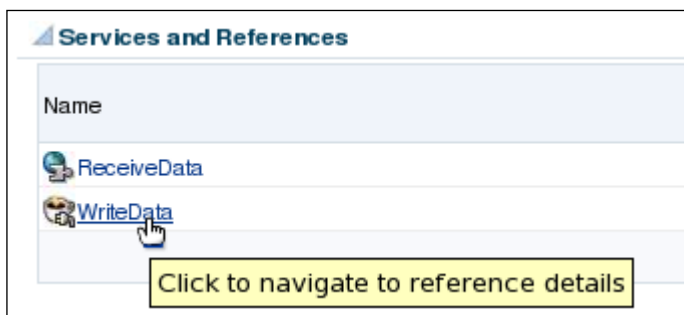 Services and References
Name
ReceiveData
WriteData
Click to navigate to reference details